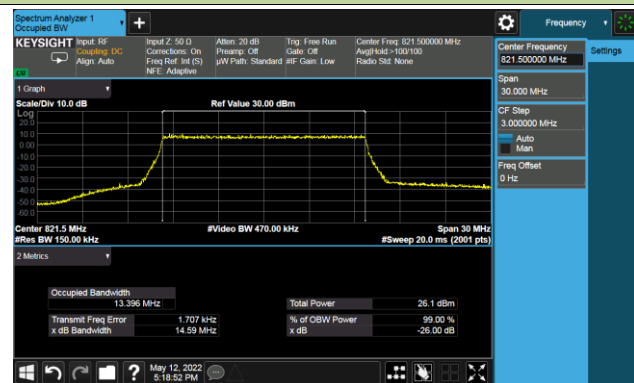 Spectrum Analyzer 1
Occupied BW
Frequency
KEYSIGHT
Input: RF
Coupling: DC
Align: Auto
Input Z: 50 Ω
Corrections: On
Freq Ref: Int (S)
NFE: Adaptive
Atten: 20 dB
Preamp: Off
µW Path: Standard
Trig: Free Run
Gate: Off
#IF Gain: Low
Center Freq: 821.500000 MHz
Avg|Hold:>100/100
Radio Std: None
Center Frequency
821.500000 MHz
Settings
Span
30.000 MHz
CF Step
3.000000 MHz
Auto
Man
Freq Offset
0 Hz
1 Graph
Scale/Div 10.0 dB
Ref Value 30.00 dBm
Log
20.0
10.0
0.00
-10.0
-20.0
-30.0
-40.0
-50.0
-60.0
Center 821.5 MHz
#Video BW 470.00 kHz
Span 30 MHz
#Res BW 150.00 kHz
#Sweep 20.0 ms (2001 pts)
2 Metrics
Occupied Bandwidth
13.396 MHz
Total Power 26.1 dBm
Transmit Freq Error 1.707 kHz
% of OBW Power 99.00 %
x dB Bandwidth 14.59 MHz
x dB -26.00 dB
?
May 12, 2022
5:18:52 PM